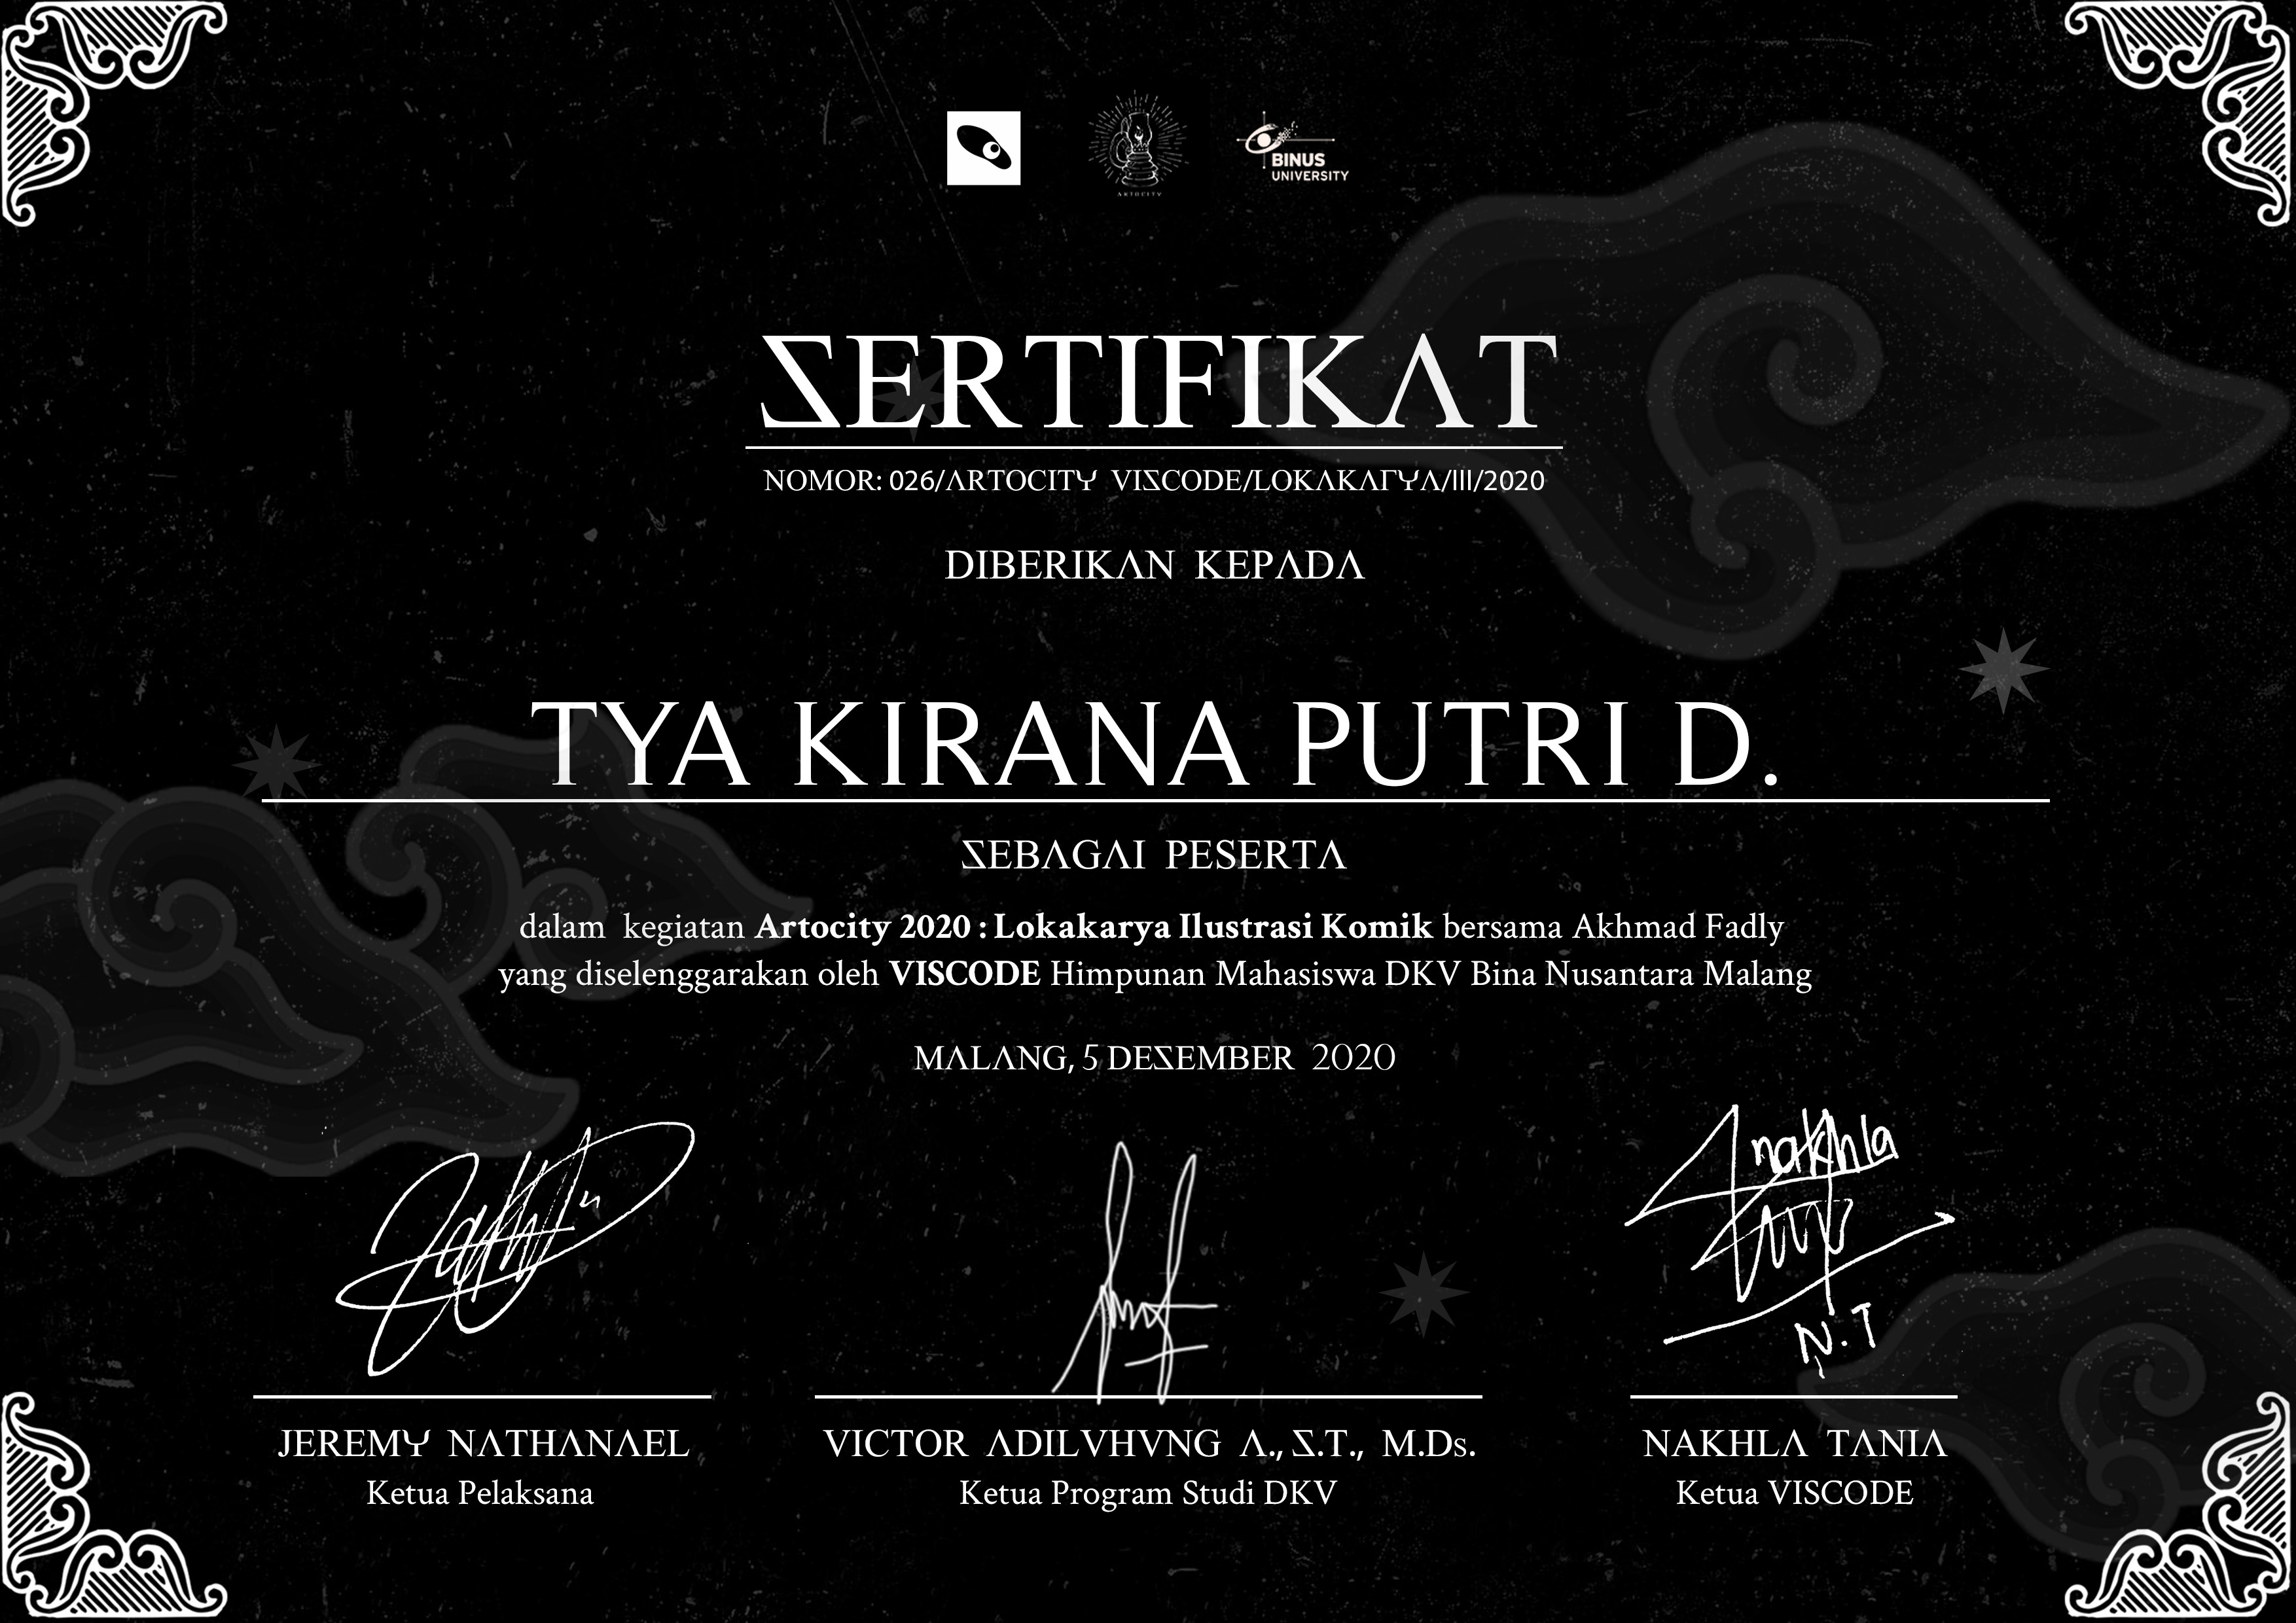 BINUS
UNIVERSITY
ARTOCITY
SERTIFIKAT
NOMOR: 026/ARTOCITY VISCODE/LOKAKARYA/III/2020
DIBERIKAN KEPADA
TYA KIRANA PUTRI D.
SEBAGAI PESERTA
dalam kegiatan Artocity 2020 : Lokakarya Ilustrasi Komik bersama Akhmad Fadly
yang diselenggarakan oleh VISCODE Himpunan Mahasiswa DKV Bina Nusantara Malang
MALANG, 5 DESEMBER 2020
nakhla
N.T
JEREMY NATHANAEL
VICTOR ADILUHUNG A., S.T., M.Ds.
NAKHLA TANIA
Ketua Pelaksana
Ketua Program Studi DKV
Ketua VISCODE